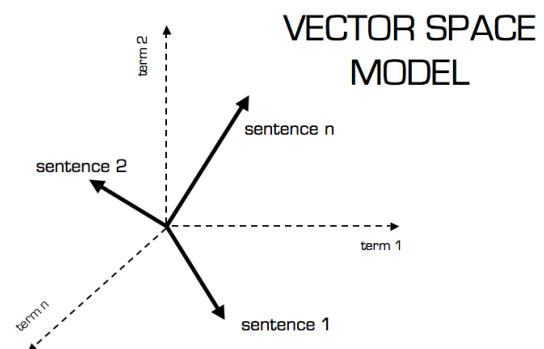 VECTOR SPACE
MODEL
term 2
sentence n
sentence 2
term 1
term n
sentence 1